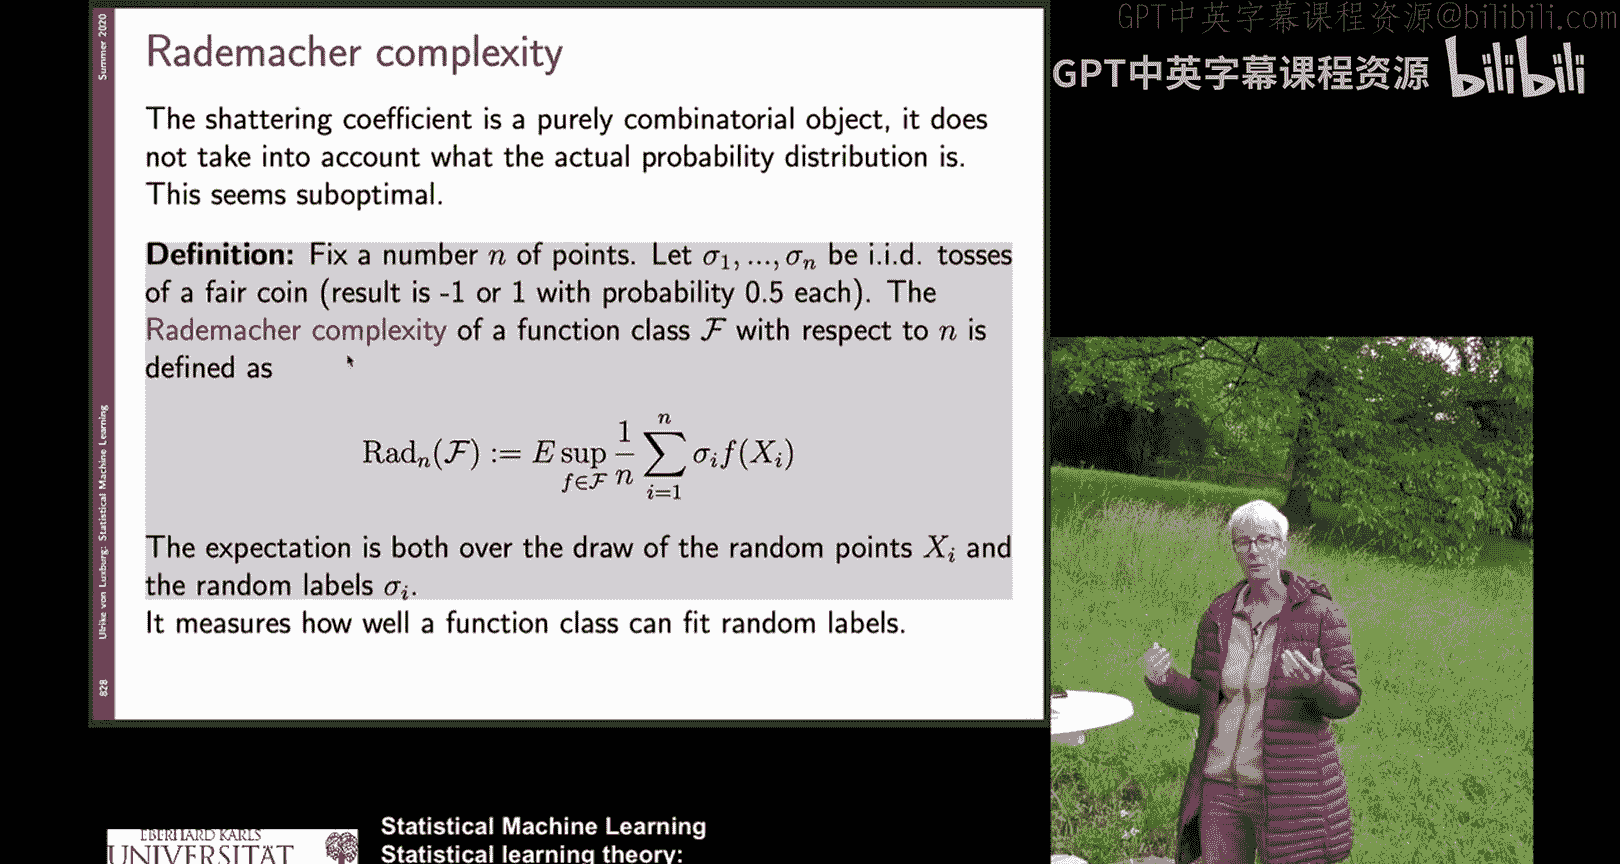 GPT中英字幕课程资源@bilibili.com
GPT中英字幕课程资源 bilibili
Summer 2020
Ulrike von Luxburg: Statistical Machine Learning
828
Rademacher complexity
The shattering coefficient is a purely combinatorial object, it does
not take into account what the actual probability distribution is.
This seems suboptimal.
Definition: Fix a number n of points. Let σ₁, ..., σₙ be i.i.d. tosses
of a fair coin (result is -1 or 1 with probability 0.5 each). The
Rademacher complexity of a function class ℱ with respect to n is
defined as
Radₙ(ℱ) := E sup_{f∈ℱ} 1/n ∑_{i=1}^{n} σᵢf(Xᵢ)
The expectation is both over the draw of the random points Xᵢ and
the random labels σᵢ.
It measures how well a function class can fit random labels.
EBERHARD KARLS
UNIVERSITÄT
Statistical Machine Learning
Statistical learning theory: